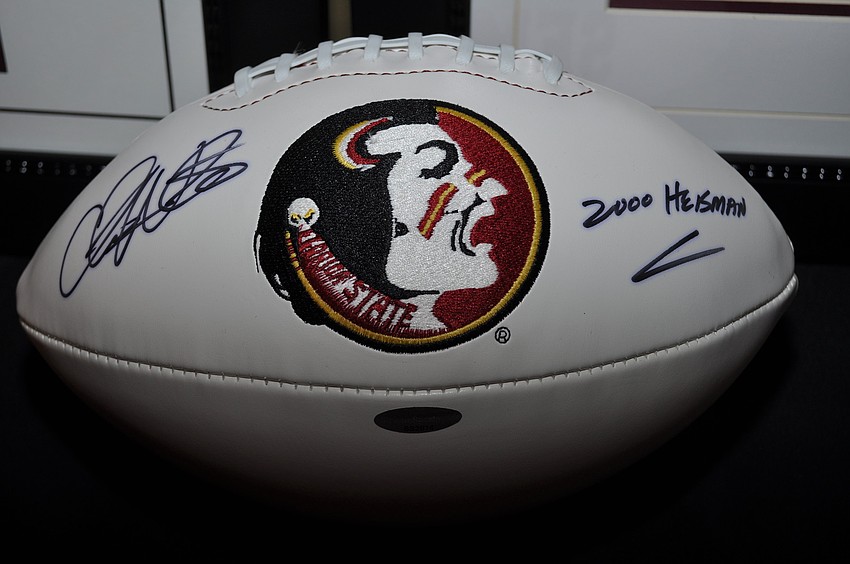 FLORIDA STATE
®
2000 HEISMAN